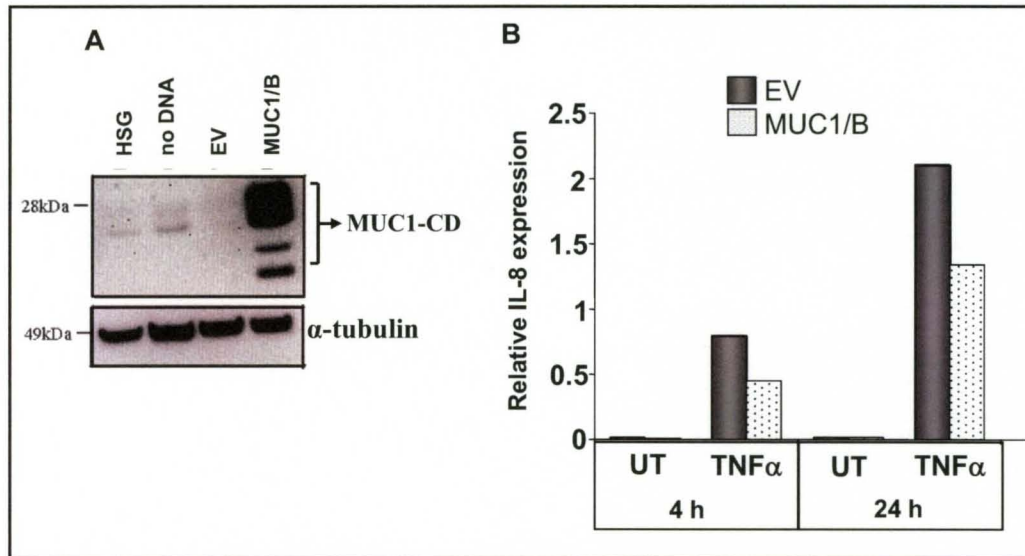 A
HSG
no DNA
EV
MUC1/B
28kDa
MUC1-CD
49kDa
α-tubulin
B
EV
MUC1/B
Relative IL-8 expression
2.5
2
1.5
1
0.5
0
UT
TNFα
UT
TNFα
4 h
24 h